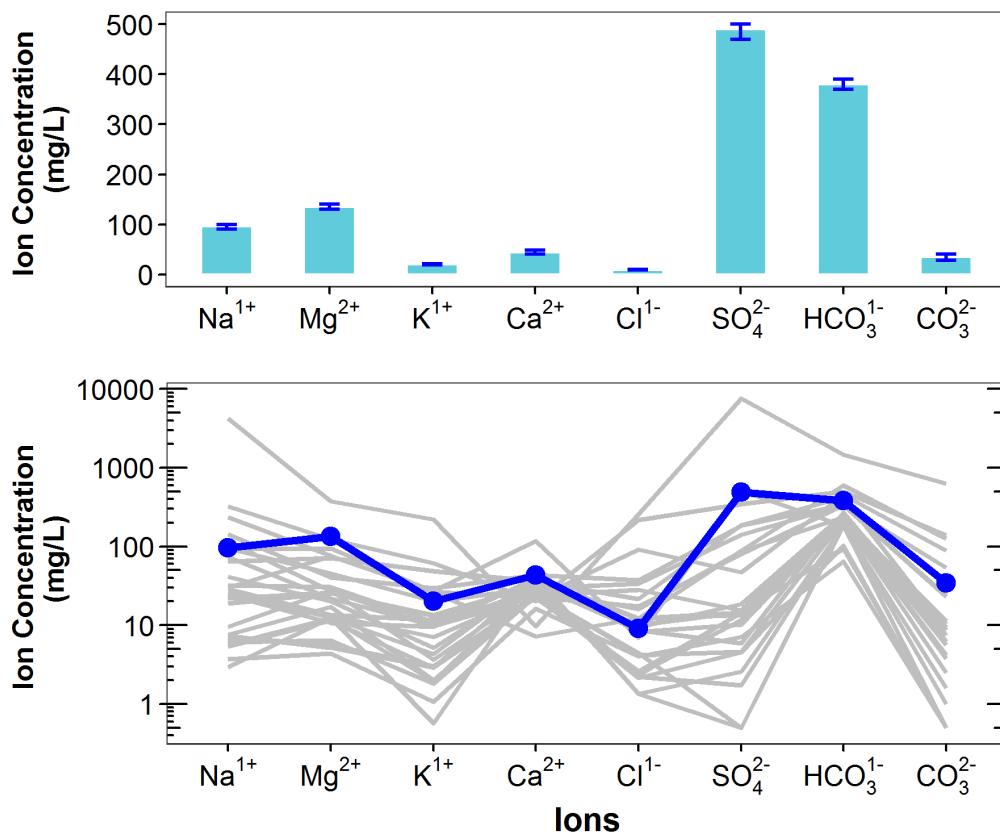 Ion Concentration
(mg/L)
500
400
300
200
100
0
Na¹⁺ Mg²⁺ K¹⁺ Ca²⁺ Cl¹⁻ SO₄²⁻ HCO₃¹⁻ CO₃²⁻
Ion Concentration
(mg/L)
10000
1000
100
10
1
Na¹⁺ Mg²⁺ K¹⁺ Ca²⁺ Cl¹⁻ SO₄²⁻ HCO₃¹⁻ CO₃²⁻
Ions